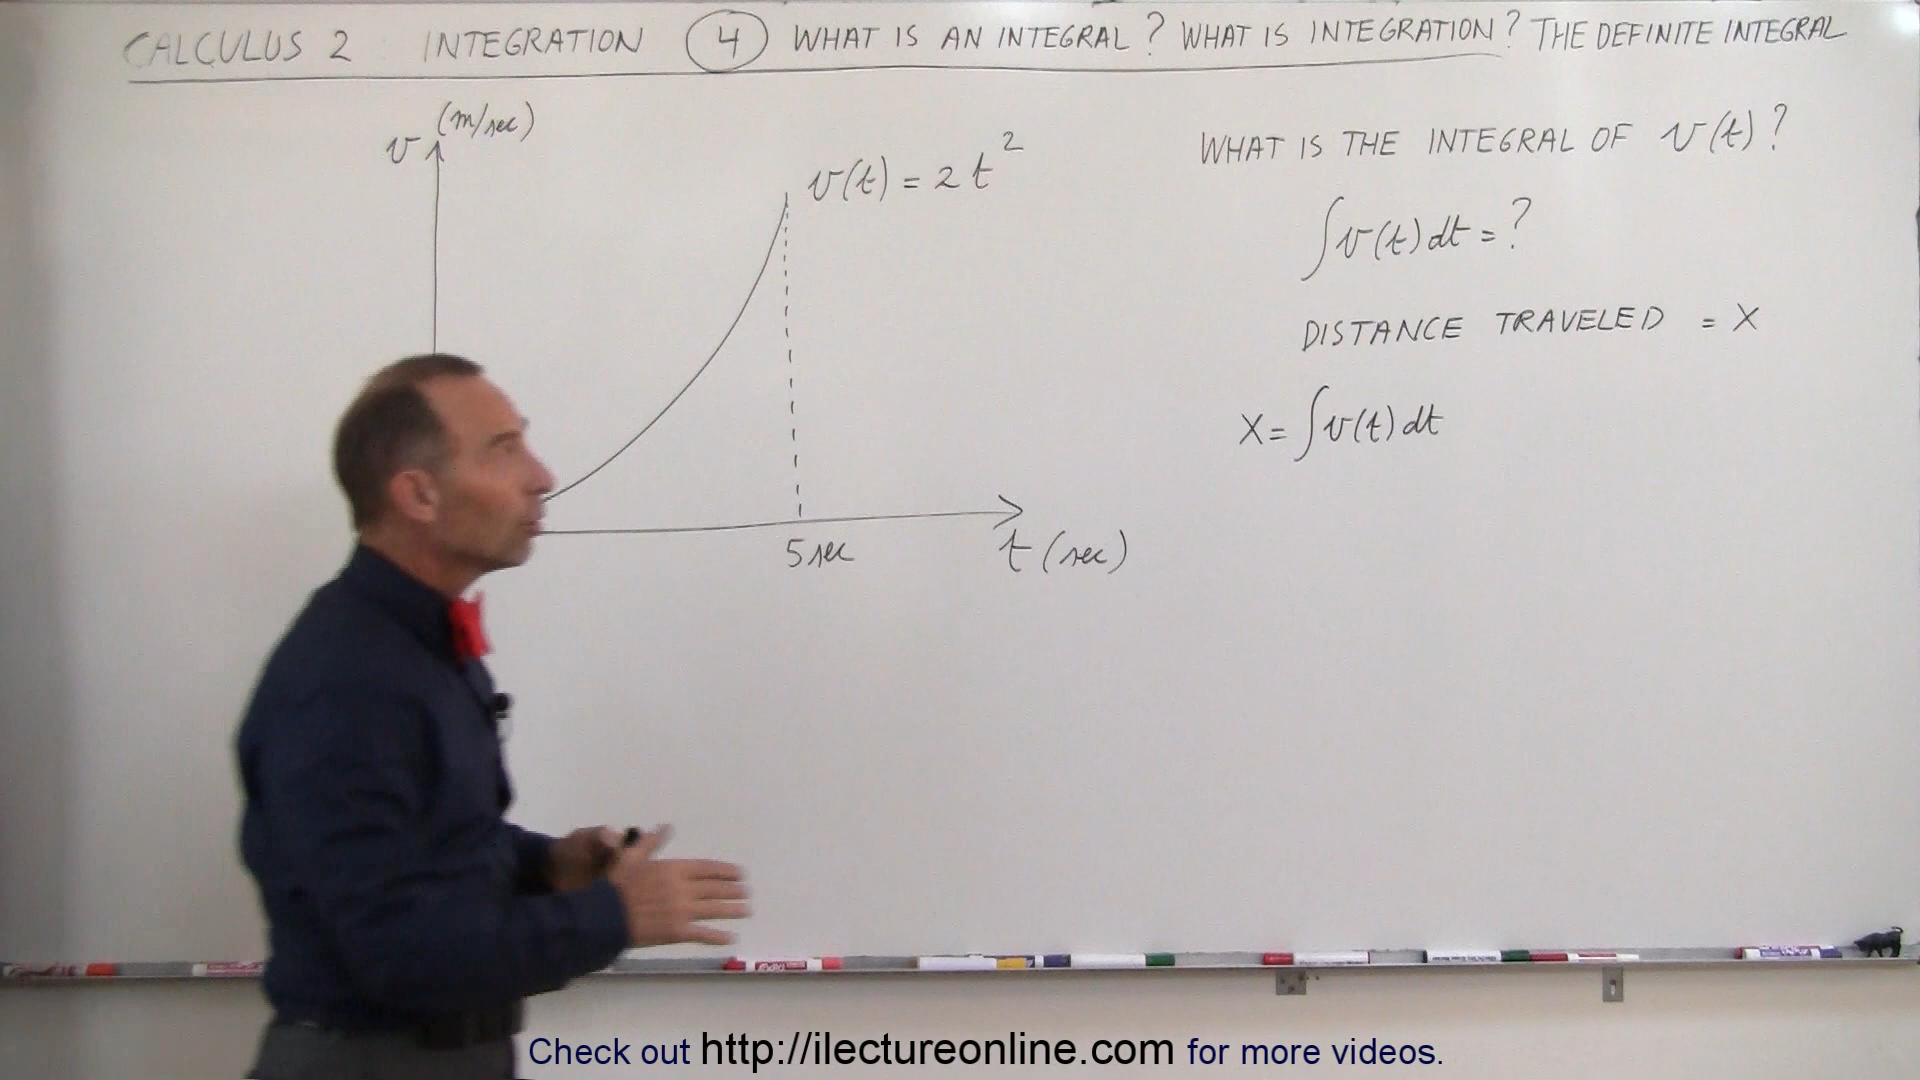 CALCULUS 2 INTEGRATION 4 WHAT IS AN INTEGRAL? WHAT IS INTEGRATION? THE DEFINITE INTEGRAL
v (m/sec)
v(t) = 2t²
5 sec
t (sec)
WHAT IS THE INTEGRAL OF v(t)?
∫v(t)dt = ?
DISTANCE TRAVELED = X
X = ∫v(t)dt
Check out http://ilectureonline.com for more videos.